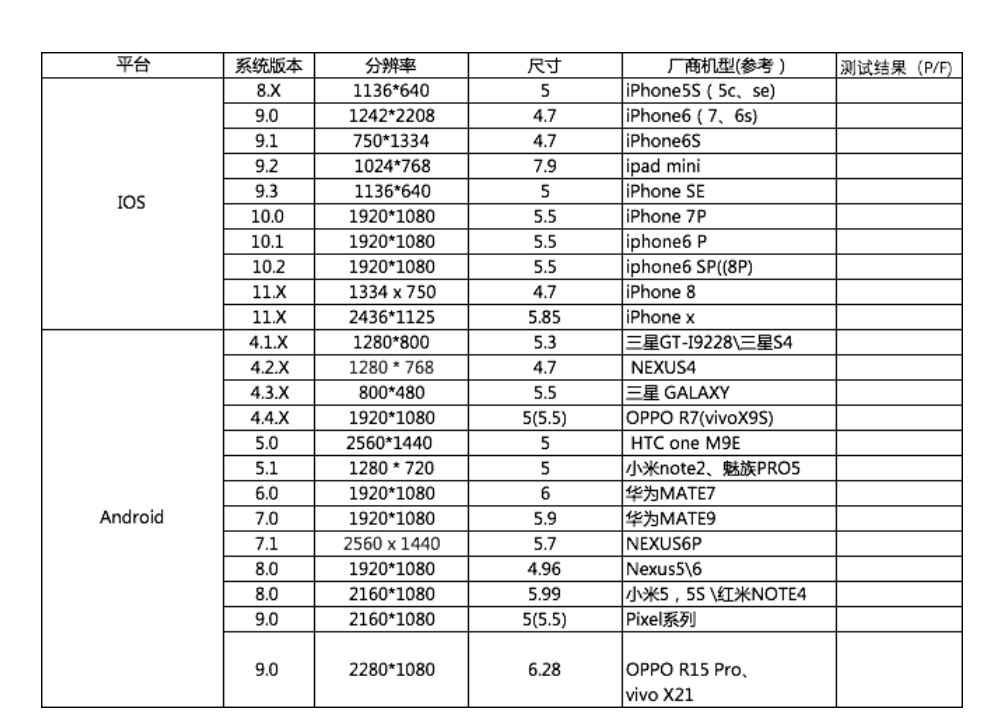 平台 系统版本 分辨率 尺寸 厂商机型(参考 ) 测试结果（P/F)
8.X 1136*640 5 iPhone5S ( 5c、se)
9.0 1242*2208 4.7 iPhone6 ( 7、6s)
9.1 750*1334 4.7 iPhone6S
9.2 1024*768 7.9 ipad mini
9.3 1136*640 5 iPhone SE
IOS
10.0 1920*1080 5.5 iPhone 7P
10.1 1920*1080 5.5 iphone6 P
10.2 1920*1080 5.5 iphone6 SP((8P)
11.X 1334 x 750 4.7 iPhone 8
11.X 2436*1125 5.85 iPhone x
4.1.X 1280*800 5.3 三星GT-I9228\三星S4
4.2.X 1280 * 768 4.7 NEXUS4
4.3.X 800*480 5.5 三星 GALAXY
4.4.X 1920*1080 5(5.5) OPPO R7(vivoX9S)
5.0 2560*1440 5 HTC one M9E
5.1 1280 * 720 5 小米note2、魅族PRO5
6.0 1920*1080 6 华为MATE7
Android 7.0 1920*1080 5.9 华为MATE9
7.1 2560 x 1440 5.7 NEXUS6P
8.0 1920*1080 4.96 Nexus5\6
8.0 2160*1080 5.99 小米5，5S \红米NOTE4
9.0 2160*1080 5(5.5) Pixel系列
9.0 2280*1080 6.28 OPPO R15 Pro、
vivo X21